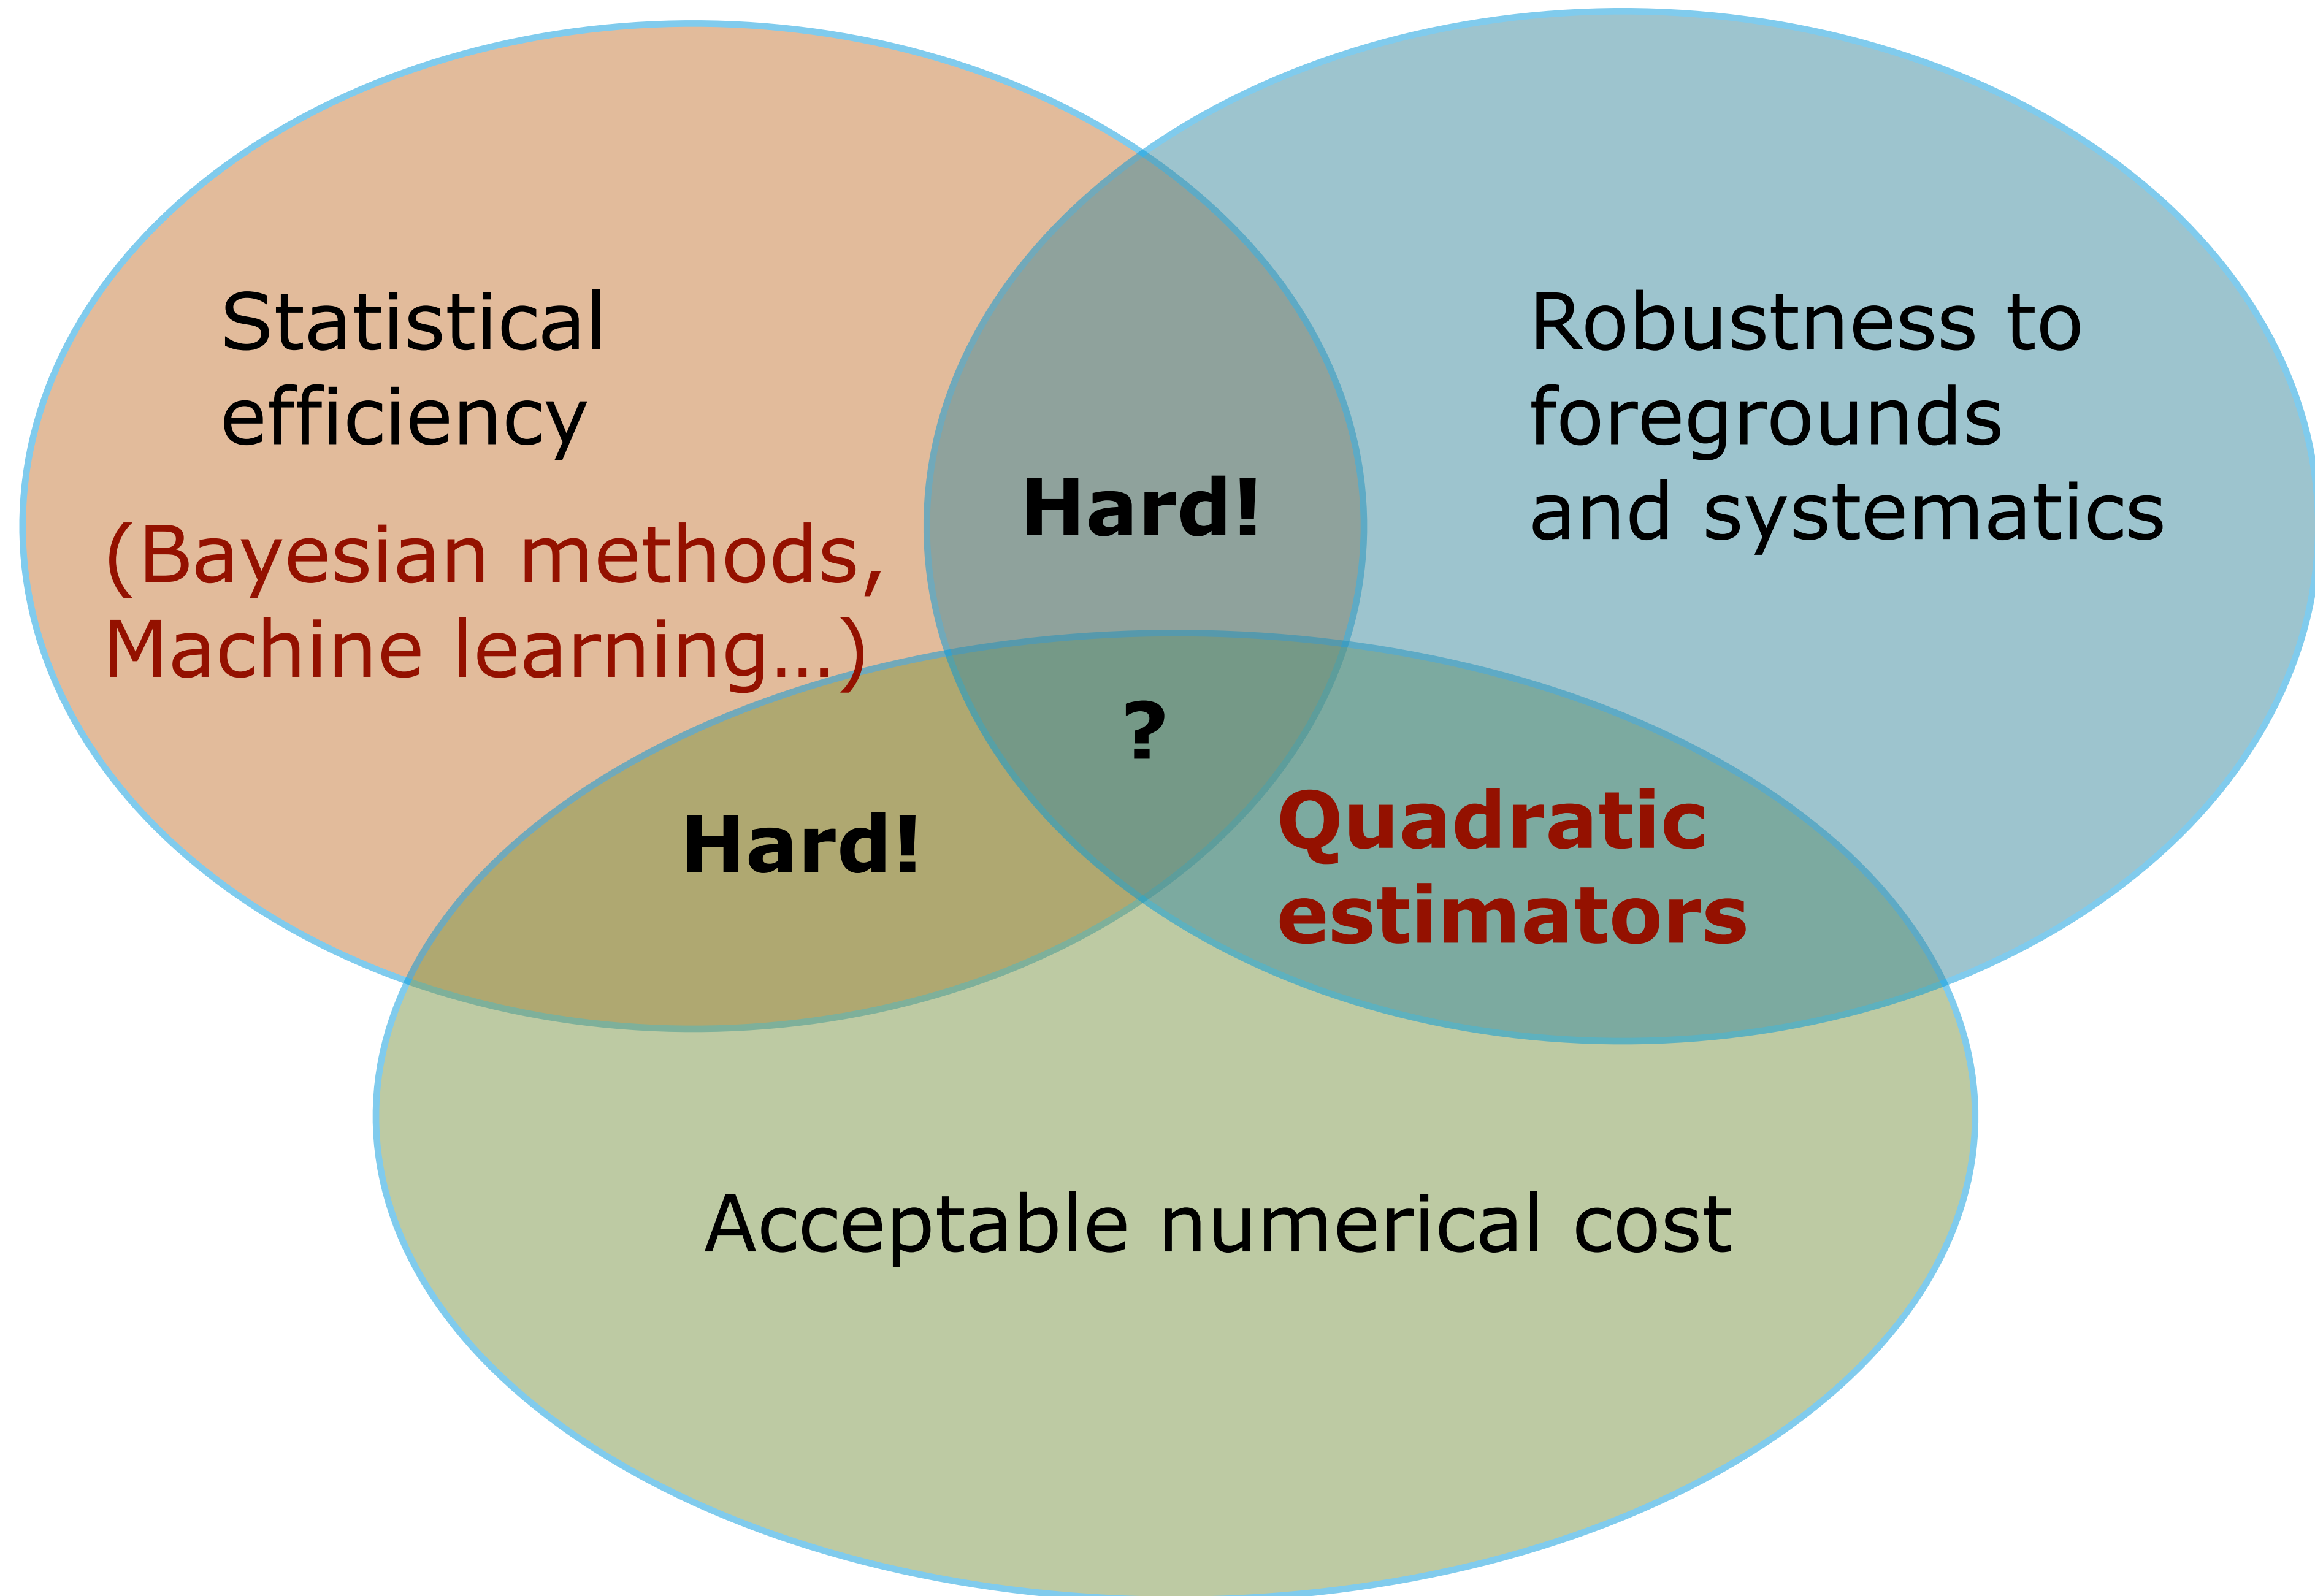 Statistical
efficiency
(Bayesian methods,
Machine learning...)
Robustness to
foregrounds
and systematics
Hard!
?
Hard!
Quadratic
estimators
Acceptable numerical cost